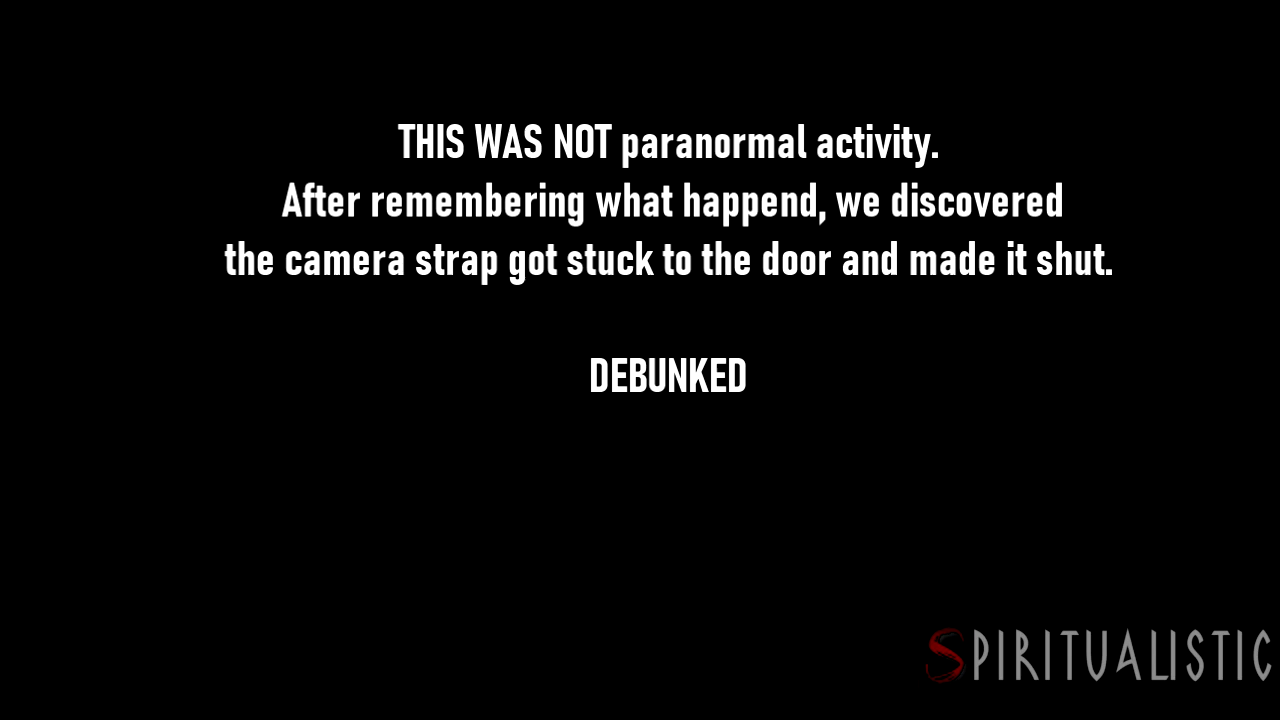 THIS WAS NOT paranormal activity.
After remembering what happend, we discovered
the camera strap got stuck to the door and made it shut.
DEBUNKED
SPIRITUALISTIC